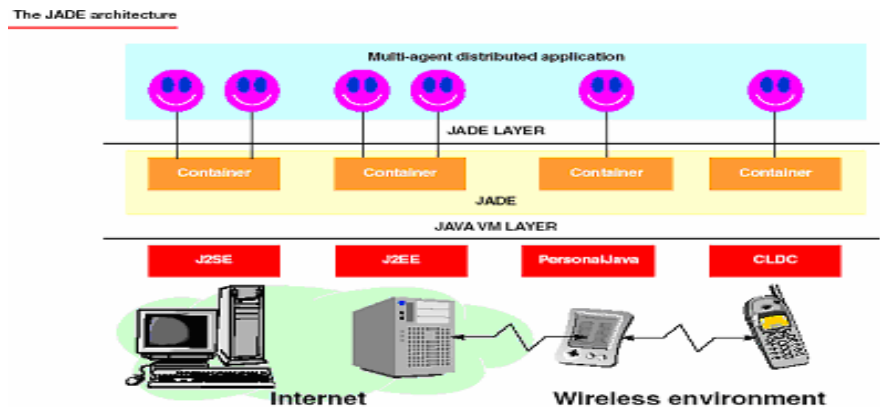 The JADE architecture
Multi-agent distributed application
JADE LAYER
Container Container Container Container
JADE
JAVA VM LAYER
J2SE J2EE PersonalJava CLDC
Internet Wireless environment